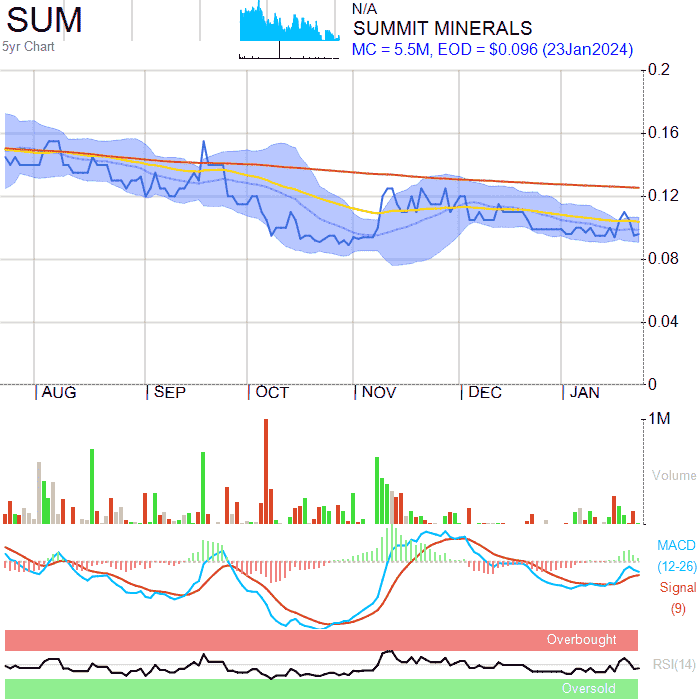 SUM
5yr Chart
N/A
SUMMIT MINERALS
MC = 5.5M, EOD = $0.096 (23Jan2024)
0.2
0.16
0.12
0.08
0.04
0
AUG SEP OCT NOV DEC JAN
1M
Volume
MACD
(12-26)
Signal
(9)
Overbought
RSI(14)
Oversold